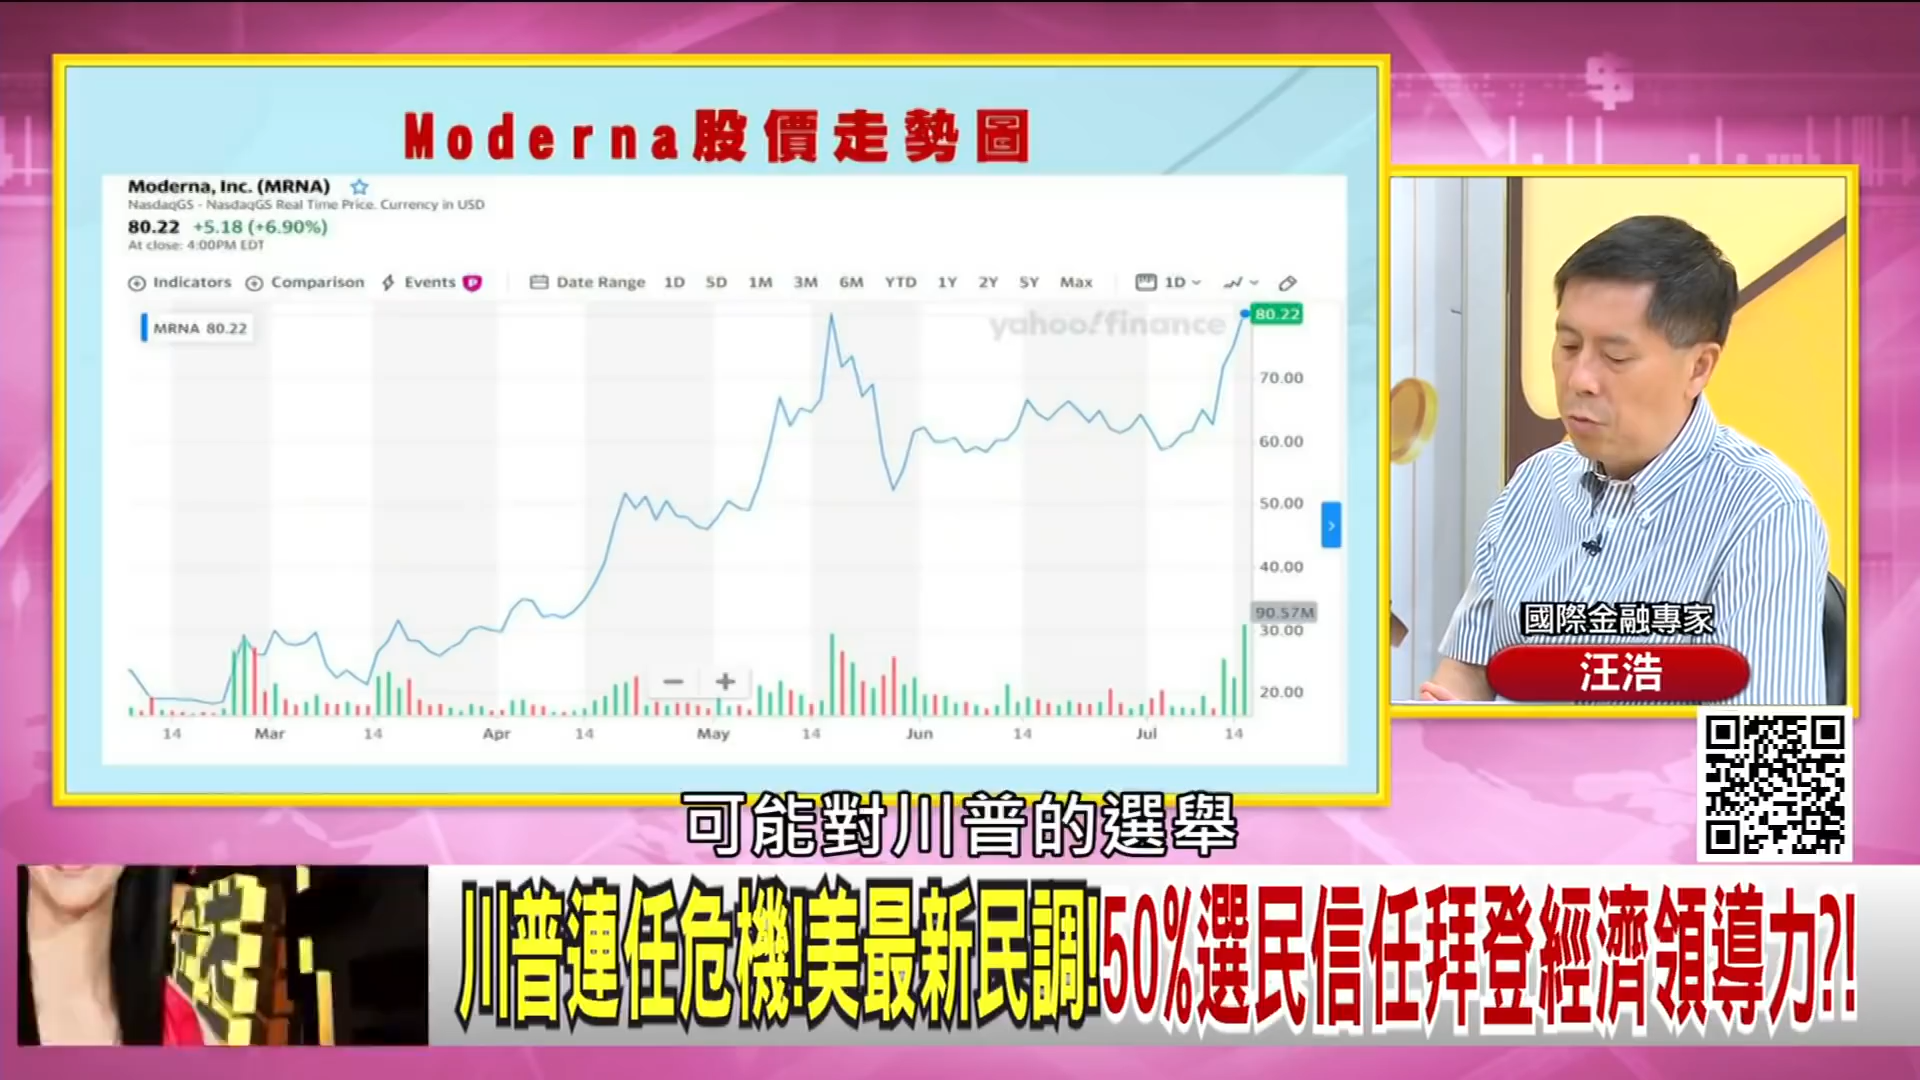 Moderna股價走勢圖
Moderna, Inc. (MRNA)
NasdaqGS - NasdaqGS Real Time Price. Currency in USD
80.22 +5.18 (+6.90%)
At close: 4:00PM EDT
Indicators Comparison Events P Date Range 1D 5D 1M 3M 6M YTD 1Y 2Y 5Y Max 1D
MRNA 80.22
yahoo!finance
80.22
70.00
60.00
50.00
40.00
90.57M
30.00
20.00
14 Mar 14 Apr 14 May 14 Jun 14 Jul 14
國際金融專家
汪浩
可能對川普的選舉
川普連任危機!美最新民調!50%選民信任拜登經濟領導力?!